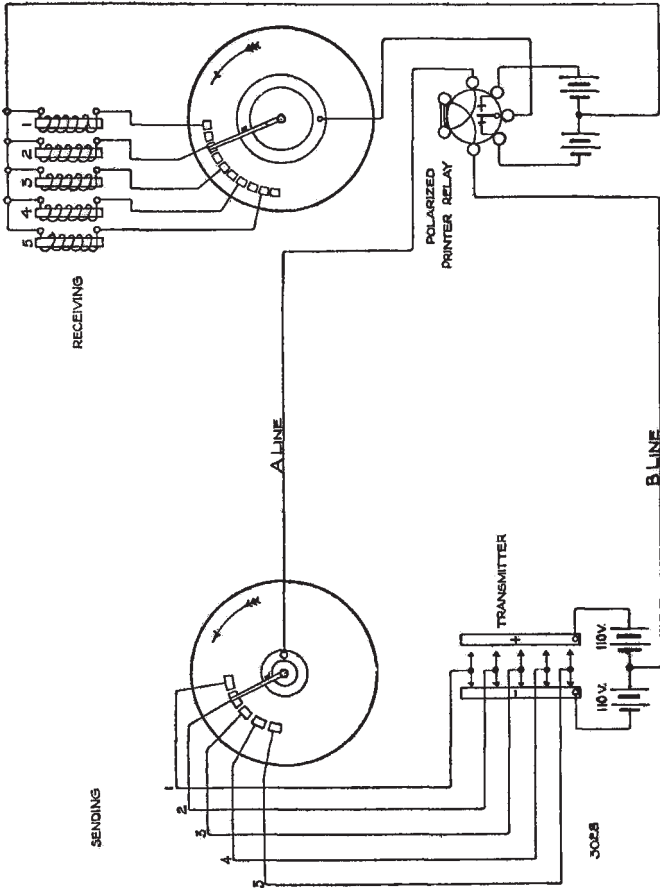 1
2
3
4
5
RECEIVING
+
+
POLARIZED
PRINTER RELAY
A LINE
B LINE
SENDING
1
2
3
4
5
TRANSMITTER
+
–
110V.
110V.
3028